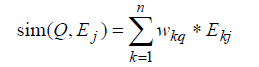 sim(Q, E_j) = \sum_{k=1}^{n} w_{kq} * E_{kj}